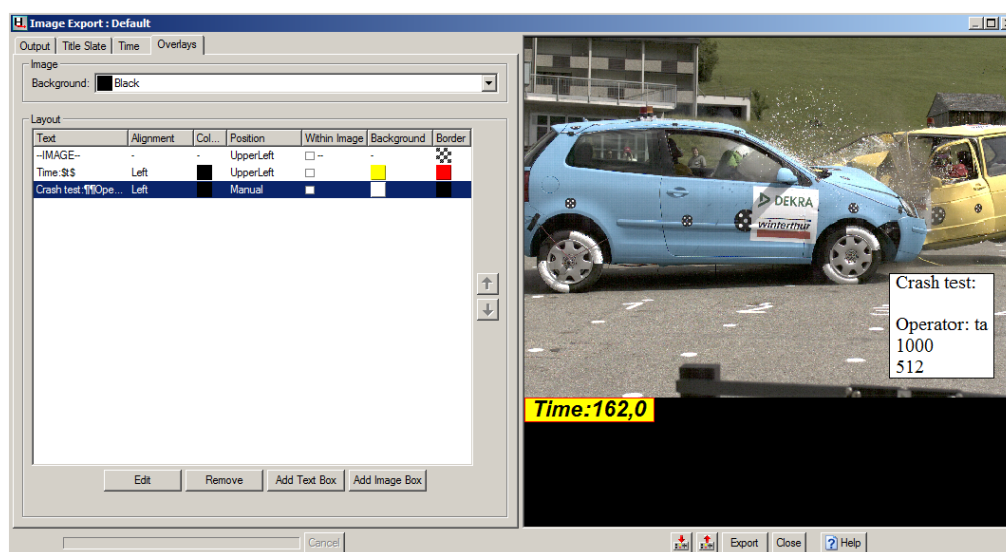 Image Export : Default
Output Title Slate Time Overlays
Image
Background: Black
Layout
Text Alignment Col... Position Within Image Background Border
--IMAGE-- - - UpperLeft -- -
Time:$t$ Left UpperLeft
Crash test:¶¶Ope... Left Manual
Edit Remove Add Text Box Add Image Box
Cancel
DEKRA
winterthur
Crash test:
Operator: ta
1000
512
Time:162,0
Export Close ? Help